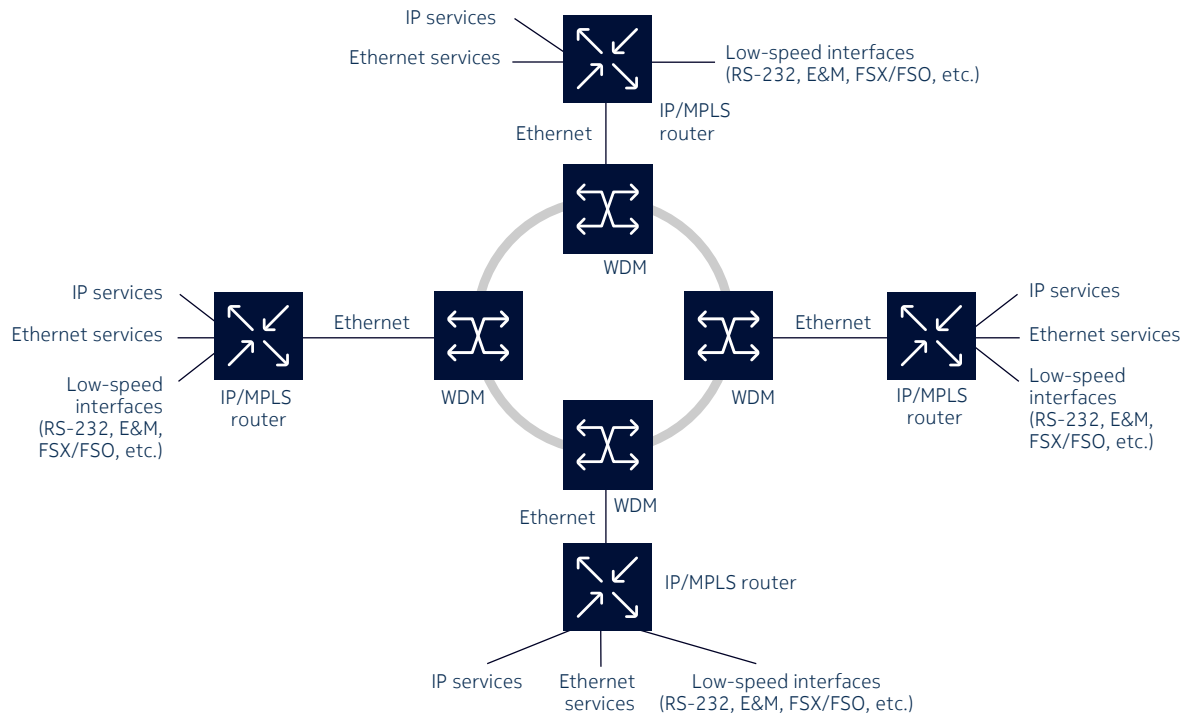 IP services
Ethernet services
Low-speed interfaces
(RS-232, E&M, FSX/FSO, etc.)
IP/MPLS
router
Ethernet
WDM
IP services
Ethernet services
Low-speed
interfaces
(RS-232, E&M,
FSX/FSO, etc.)
IP/MPLS
router
Ethernet
WDM
WDM
Ethernet
IP/MPLS
router
IP services
Ethernet services
Low-speed
interfaces
(RS-232, E&M,
FSX/FSO, etc.)
WDM
Ethernet
IP/MPLS router
IP services
Ethernet
services
Low-speed interfaces
(RS-232, E&M, FSX/FSO, etc.)